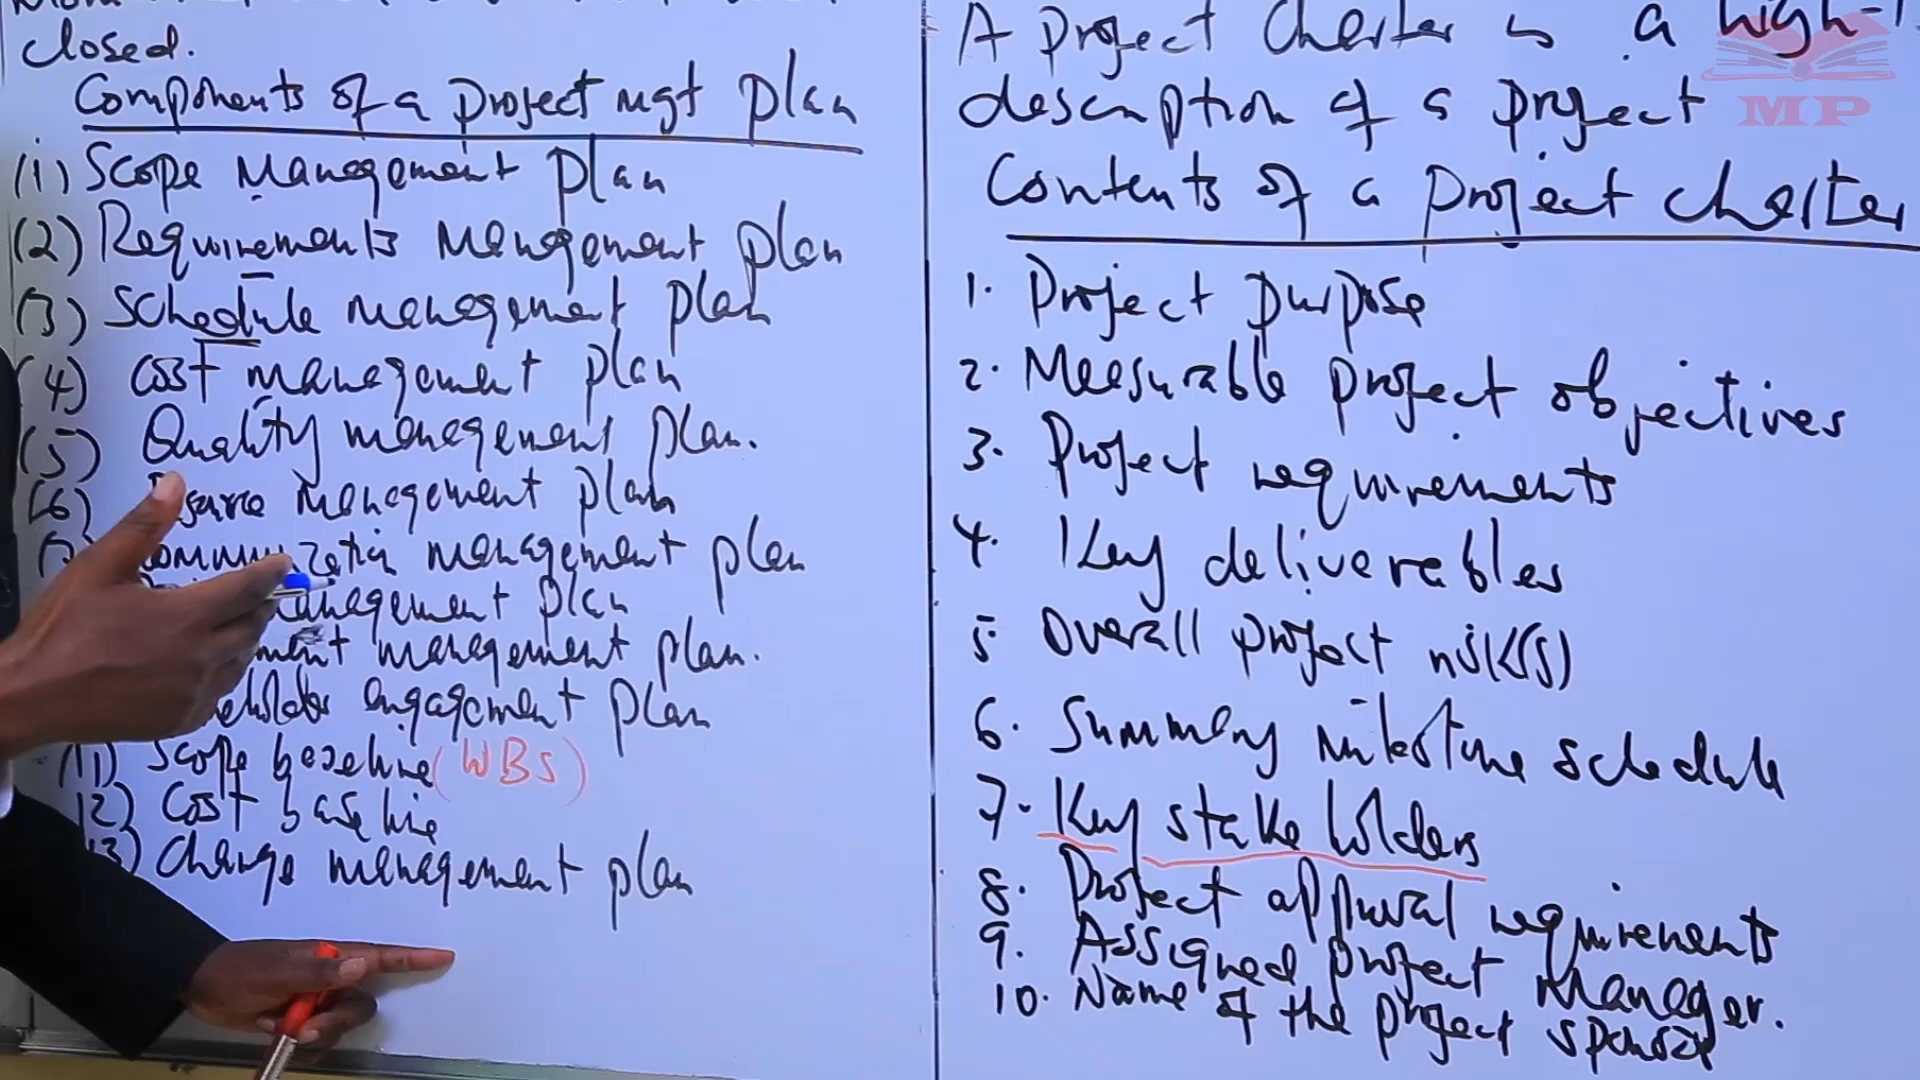 closed.
Components of a project mgt plan
(1) Scope Management plan
(2) Requirements Management plan
(3) Schedule management plan
(4) Cost management plan
(5) Quality management plan.
(6) management plan
management plan
management plan
management plan.
engagement plan
(11) Scope baseline (WBS)
12) Cost baseline
13) Change management plan
A project charter is a high-
description of a project
Contents of a project charter
1. Project purpose
2. Measurable project objectives
3. Project requirements
4. Key deliverables
5. Overall project risk(s)
6. Summary milestone schedule
7. Key stake holders
8. Project approval requirements
9. Assigned project Manager.
10. Name of the project sponsor
MP